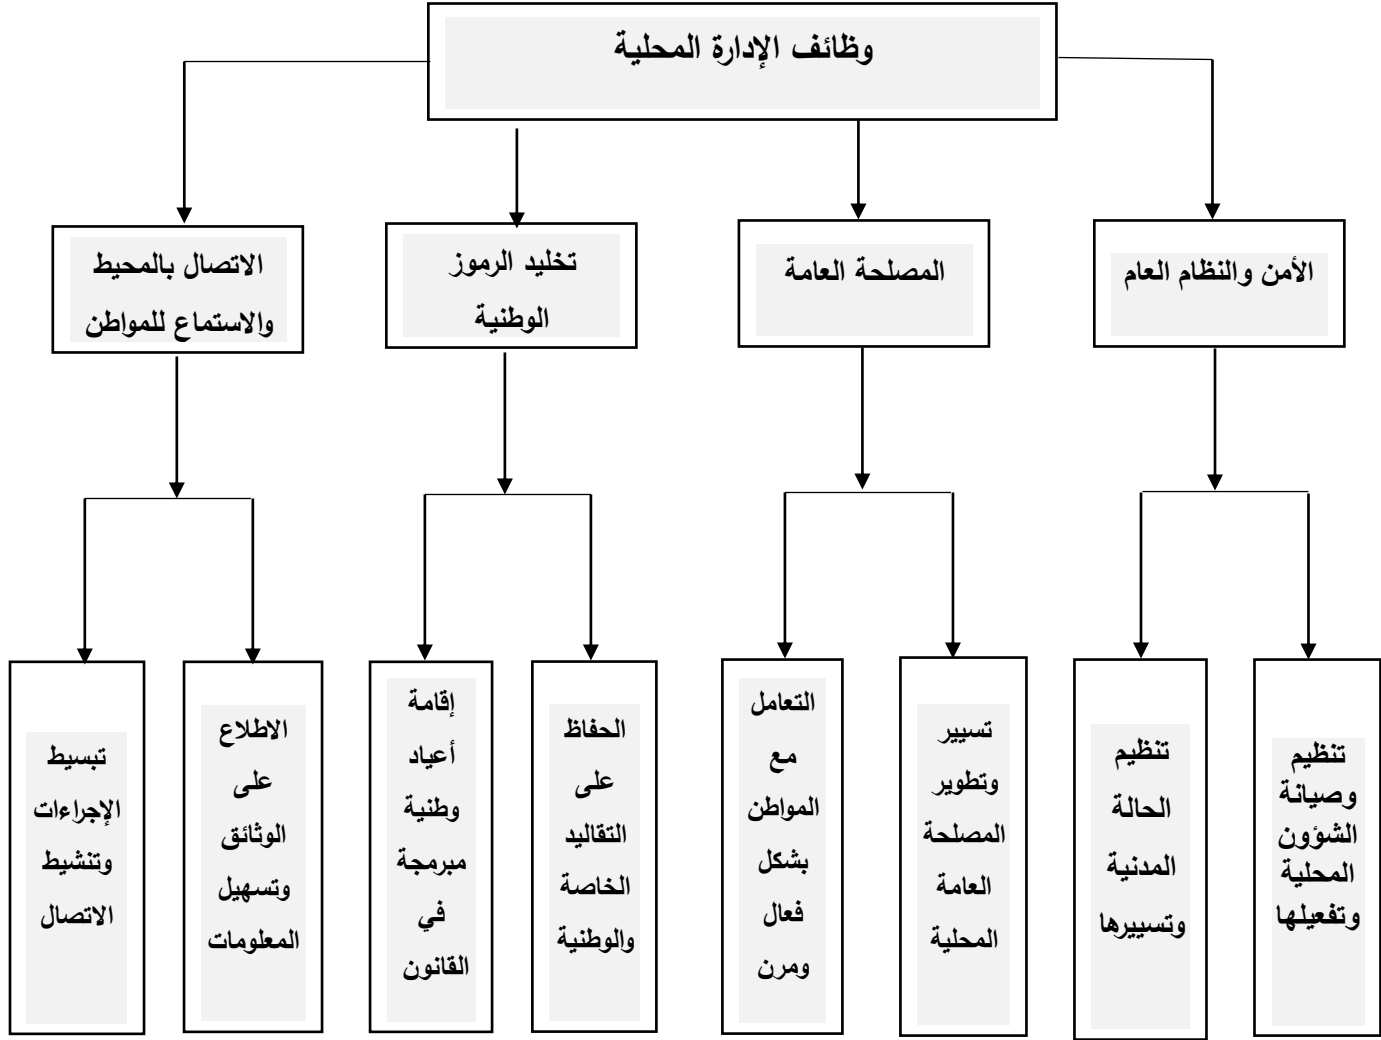 وظائف الإدارة المحلية
الأمن والنظام العام
المصلحة العامة
تخليد الرموز
الوطنية
الاتصال بالمحيط
والاستماع للمواطن
تنظيم
وصيانة
الشؤون
المحلية
وتفعيلها
تنظيم
الحالة
المدنية
وتسييرها
تسيير
وتطوير
المصلحة
العامة
المحلية
التعامل
مع
المواطن
بشكل
فعال
ومرن
الحفاظ
على
التقاليد
الخاصة
والوطنية
إقامة
أعياد
وطنية
مبرمجة
في
القانون
الاطلاع
على
الوثائق
وتسهيل
المعلومات
تبسيط
الإجراءات
وتنشيط
الاتصال